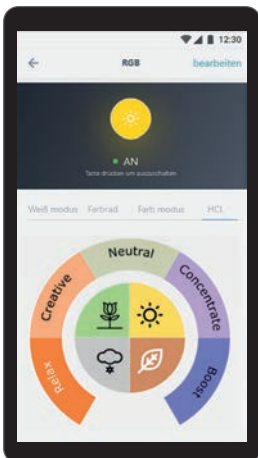 12:30
RGB bearbeiten
AN
Taste drücken um auszuschalten
Weiß modus Farbrad Farb modus HCL
Neutral
Creative
Concentrate
Relax
Boost